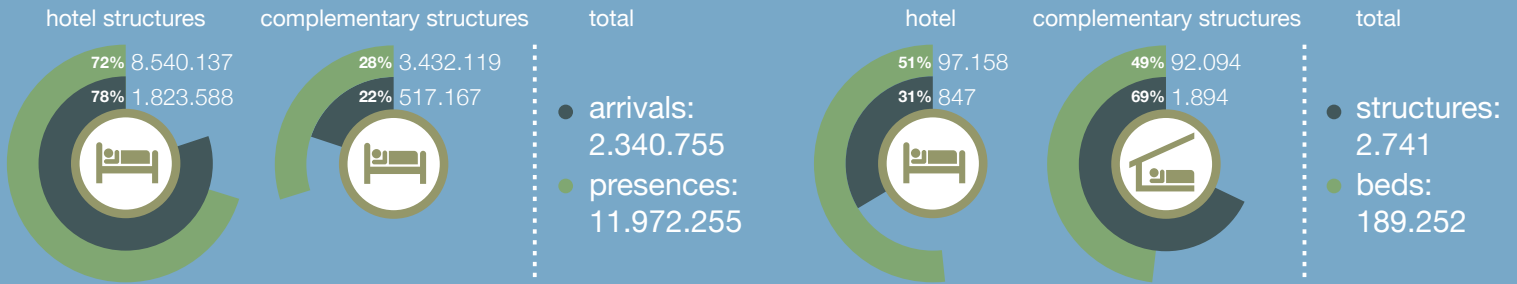 hotel structures
72% 8.540.137
78% 1.823.588
complementary structures
28% 3.432.119
22% 517.167
total
arrivals:
2.340.755
presences:
11.972.255
hotel
51% 97.158
31% 847
complementary structures
49% 92.094
69% 1.894
total
structures:
2.741
beds:
189.252